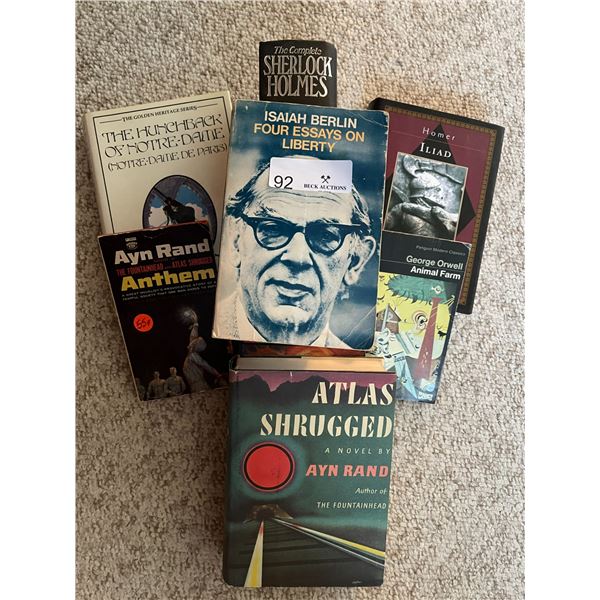 The Complete
SHERLOCK
HOLMES
THE GOLDEN HERITAGE SERIES
THE HUNCHBACK
OF NOTRE-DAME
(NOTRE-DAME DE PARIS)
ISAIAH BERLIN
FOUR ESSAYS ON
LIBERTY
92
BECK AUCTIONS
Homer
ILIAD
Ayn Rand
THE FOUNTAINHEAD
ATLAS SHRUGGED
Anthem
55¢
Penguin Modern Classics
George Orwell
Animal Farm
ATLAS
SHRUGGED
A NOVEL BY
AYN RAND
Author of
THE FOUNTAINHEAD